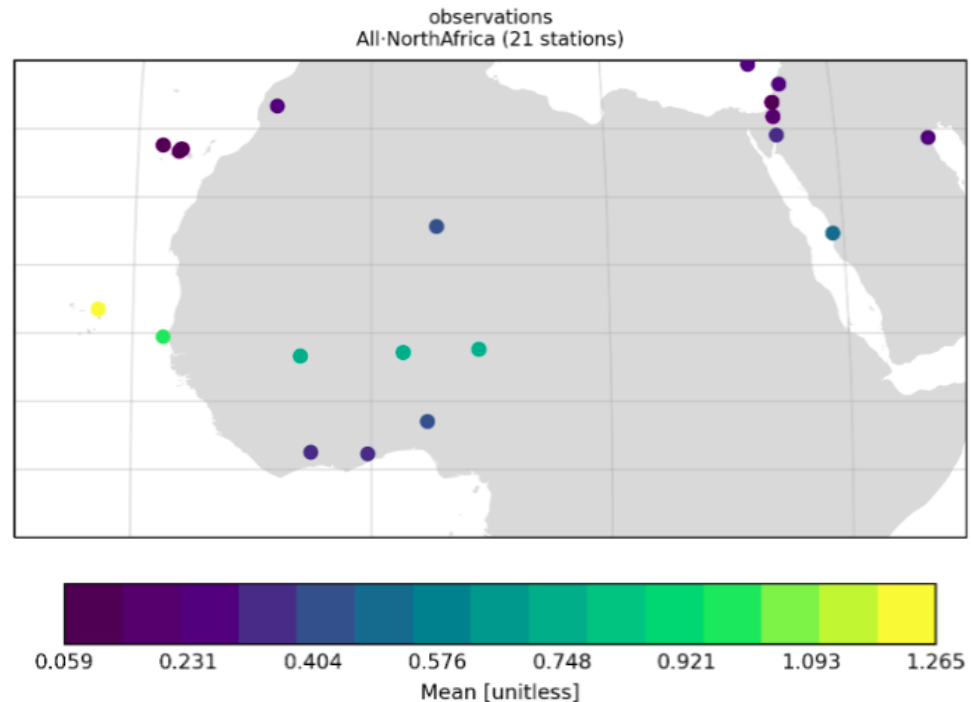 observations
All·NorthAfrica (21 stations)
0.059 0.231 0.404 0.576 0.748 0.921 1.093 1.265
Mean [unitless]